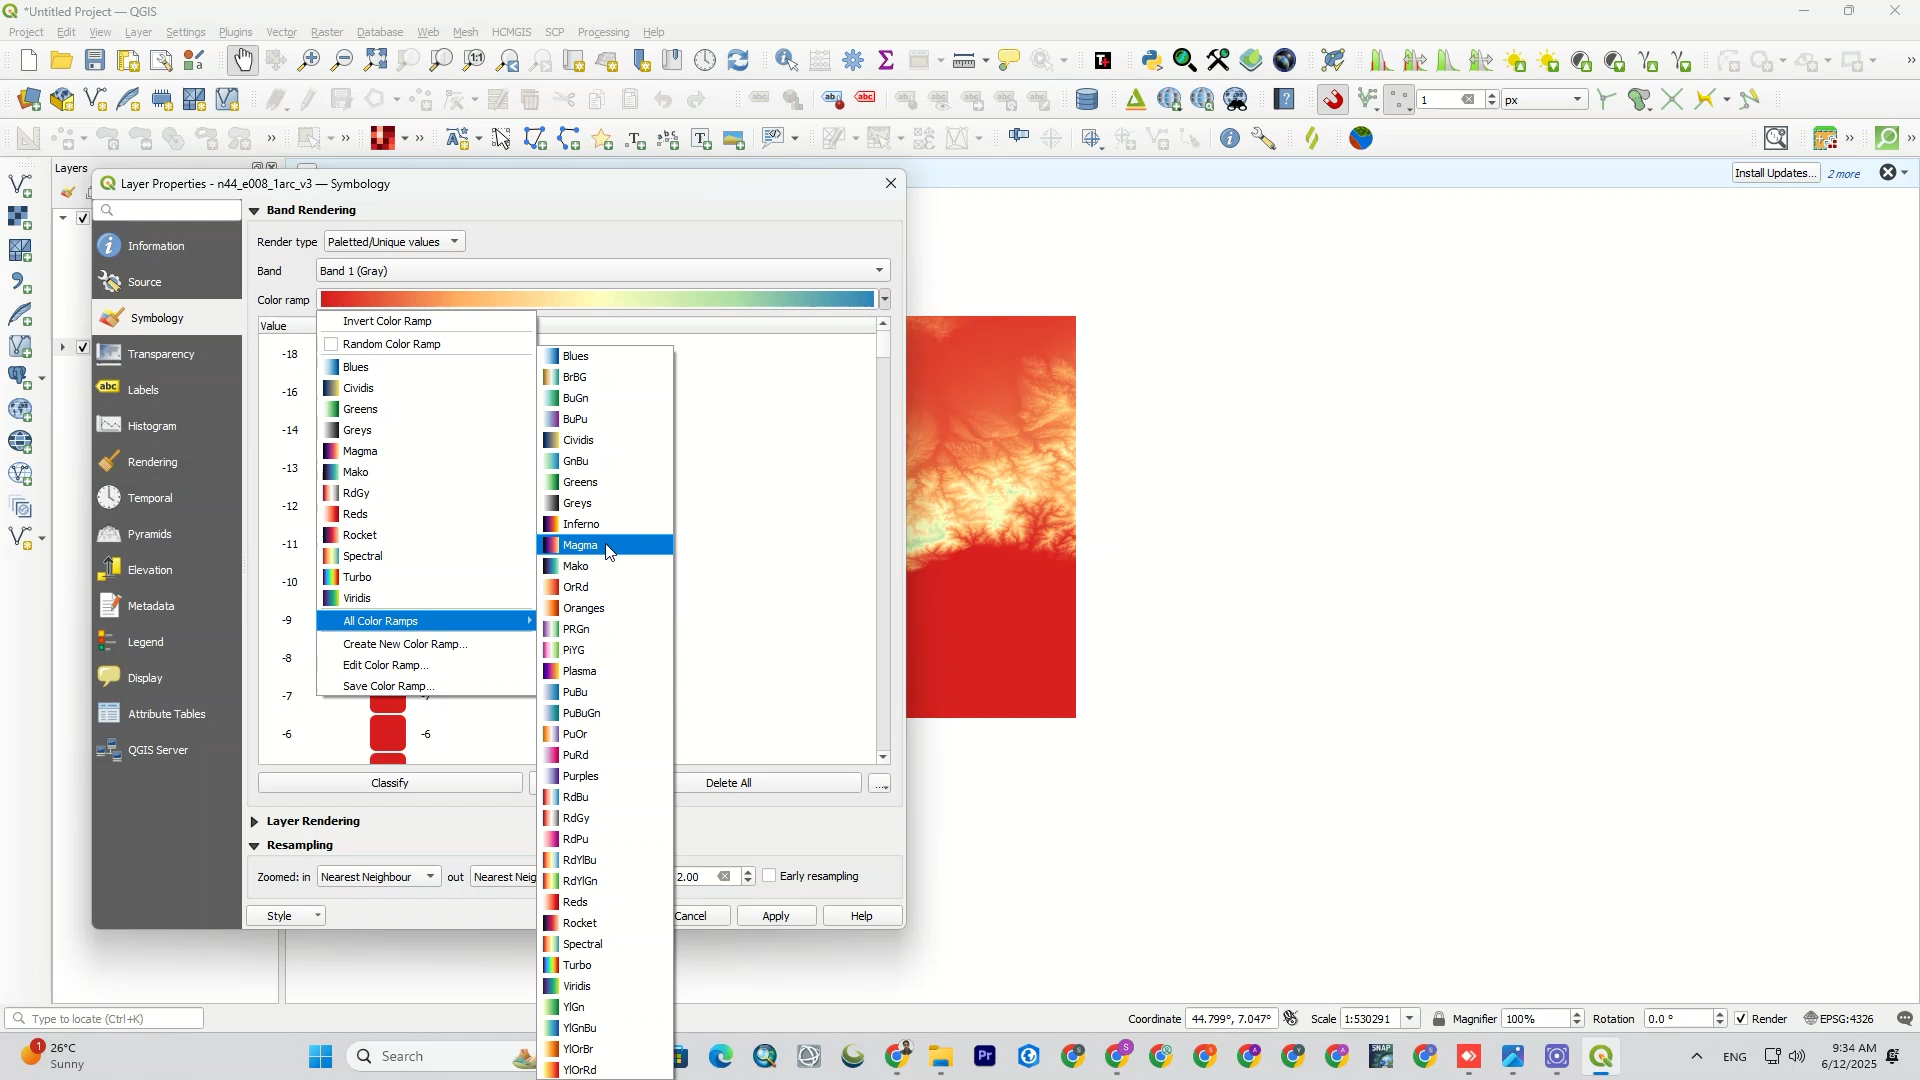 *Untitled Project — QGIS
Project Edit View Layer Settings Plugins Vector Raster Database Web Mesh HCMGIS SCP Processing Help
1 px
Layers
Install Updates... 2 more
Layer Properties - n44_e008_1arc_v3 — Symbology
Information
Source
Symbology
Transparency
Labels
Histogram
Rendering
Temporal
Pyramids
Elevation
Metadata
Legend
Display
Attribute Tables
QGIS Server
Band Rendering
Render type Paletted/Unique values
Band Band 1 (Gray)
Color ramp
Value
-18
-16
-14
-13
-12
-11
-10
-9
-8
-7
-6 -6
Invert Color Ramp
Random Color Ramp
Blues
Cividis
Greens
Greys
Magma
Mako
RdGy
Reds
Rocket
Spectral
Turbo
Viridis
All Color Ramps
Create New Color Ramp...
Edit Color Ramp...
Save Color Ramp...
Blues
BrBG
BuGn
BuPu
Cividis
GnBu
Greens
Greys
Inferno
Magma
Mako
OrRd
Oranges
PRGn
PiYG
Plasma
PuBu
PuBuGn
PuOr
PuRd
Purples
RdBu
RdGy
RdPu
RdYlBu
RdYlGn
Reds
Rocket
Spectral
Turbo
Viridis
YlGn
YlGnBu
YlOrBr
YlOrRd
Classify Delete All ...
Layer Rendering
Resampling
Zoomed: in Nearest Neighbour out Nearest Neig 2.00 Early resampling
Style Cancel Apply Help
Type to locate (Ctrl+K) Coordinate 44.799°, 7.047° Scale 1:530291 Magnifier 100% Rotation 0.0 ° Render EPSG:4326
26°C
Sunny
Search
ENG
9:34 AM
6/12/2025